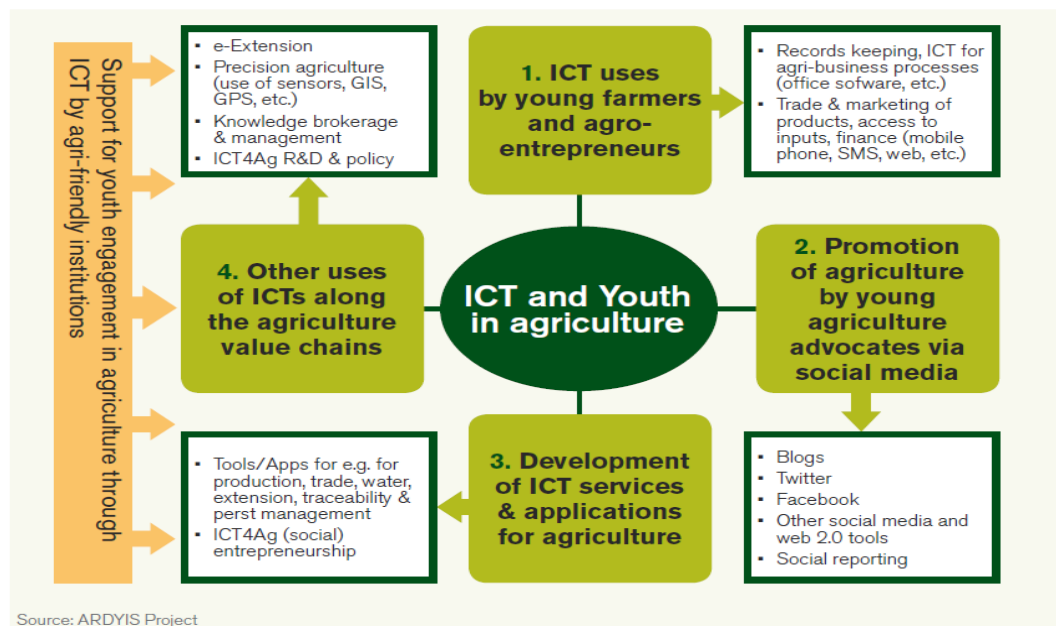 Support for youth engagement in agriculture through
ICT by agri-friendly institutions
▪ e-Extension
▪ Precision agriculture
(use of sensors, GIS,
GPS, etc.)
▪ Knowledge brokerage
& management
▪ ICT4Ag R&D & policy
1. ICT uses
by young farmers
and agro-
entrepreneurs
▪ Records keeping, ICT for
agri-business processes
(office sofware, etc.)
▪ Trade & marketing of
products, access to
inputs, finance (mobile
phone, SMS, web, etc.)
4. Other uses
of ICTs along
the agriculture
value chains
ICT and Youth
in agriculture
2. Promotion
of agriculture
by young
agriculture
advocates via
social media
▪ Tools/Apps for e.g. for
production, trade, water,
extension, traceability &
perst management
▪ ICT4Ag (social)
entrepreneurship
3. Development
of ICT services
& applications
for agriculture
▪ Blogs
▪ Twitter
▪ Facebook
▪ Other social media and
web 2.0 tools
▪ Social reporting
Source: ARDYIS Project